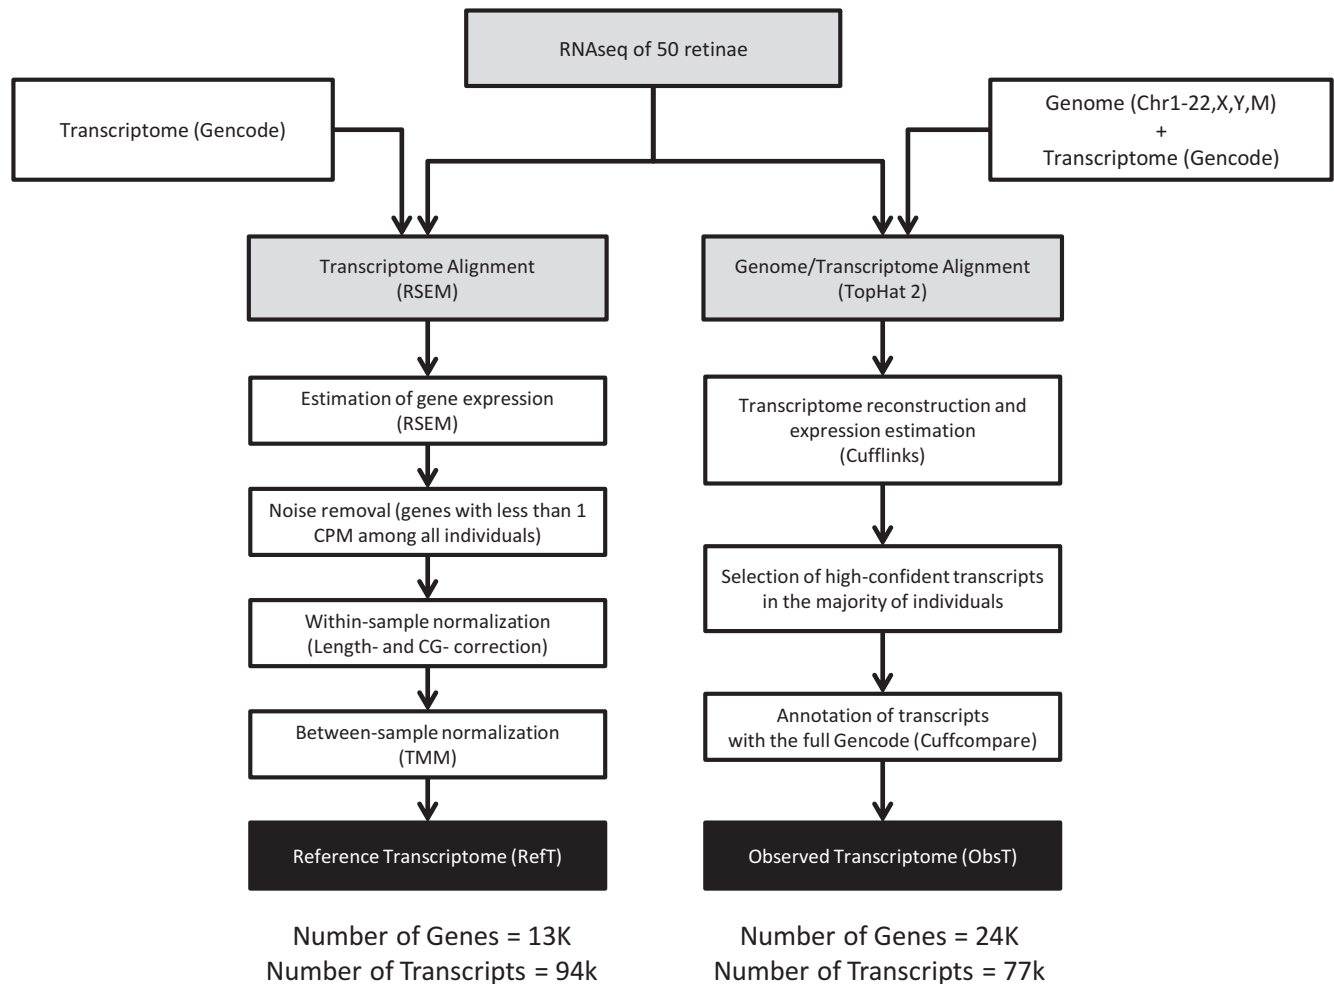 RNAseq of 50 retinae
Transcriptome (Gencode)
Genome (Chr1-22,X,Y,M)
+
Transcriptome (Gencode)
Transcriptome Alignment
(RSEM)
Genome/Transcriptome Alignment
(TopHat 2)
Estimation of gene expression
(RSEM)
Transcriptome reconstruction and
expression estimation
(Cufflinks)
Noise removal (genes with less than 1
CPM among all individuals)
Selection of high-confident transcripts
in the majority of individuals
Within-sample normalization
(Length- and CG- correction)
Between-sample normalization
(TMM)
Annotation of transcripts
with the full Gencode (Cuffcompare)
Reference Transcriptome (RefT)
Observed Transcriptome (ObsT)
Number of Genes = 13K
Number of Transcripts = 94k
Number of Genes = 24K
Number of Transcripts = 77k